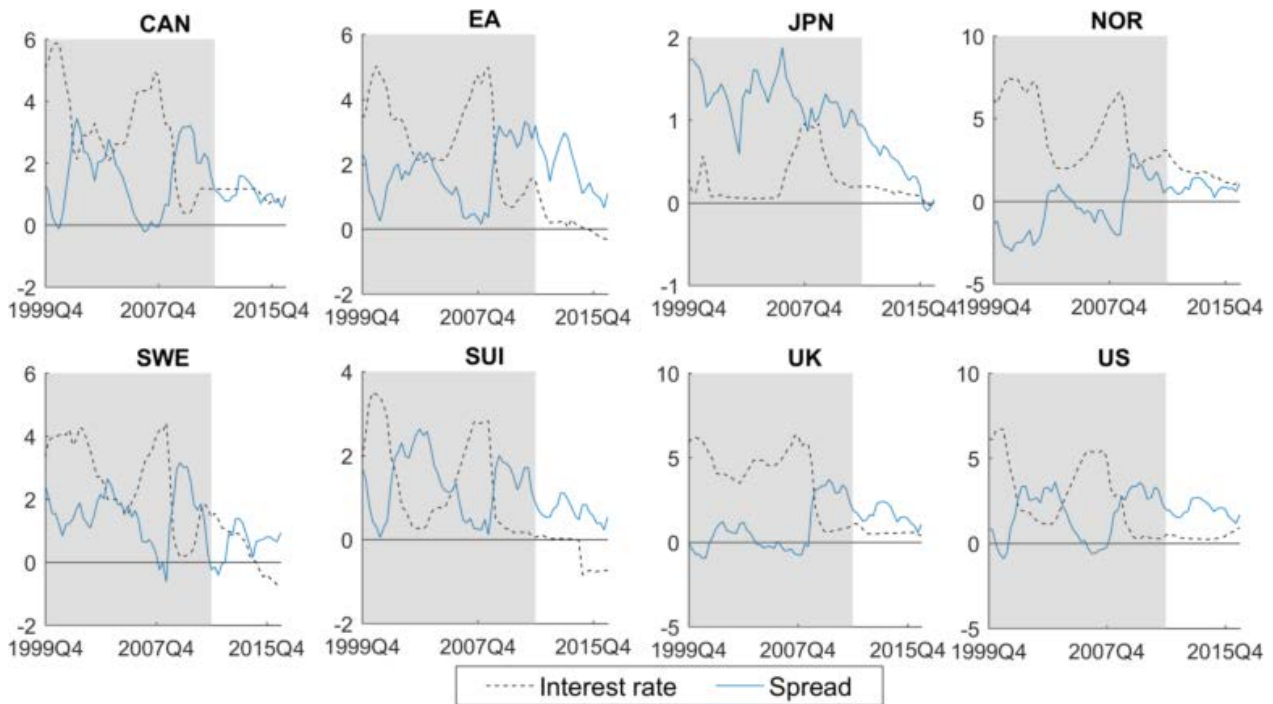 CAN EA JPN NOR
6 6 2 10
4 4 1 5
2 2 0 0
0 0 -1 -5
-2 -2
1999Q4 2007Q4 2015Q4 1999Q4 2007Q4 2015Q4 1999Q4 2007Q4 2015Q4 1999Q4 2007Q4 2015Q4
SWE SUI UK US
6 4 10 10
4 2 5 5
2 0 0 0
0 -2 -5 -5
-2
1999Q4 2007Q4 2015Q4 1999Q4 2007Q4 2015Q4 1999Q4 2007Q4 2015Q4 1999Q4 2007Q4 2015Q4
Interest rate Spread